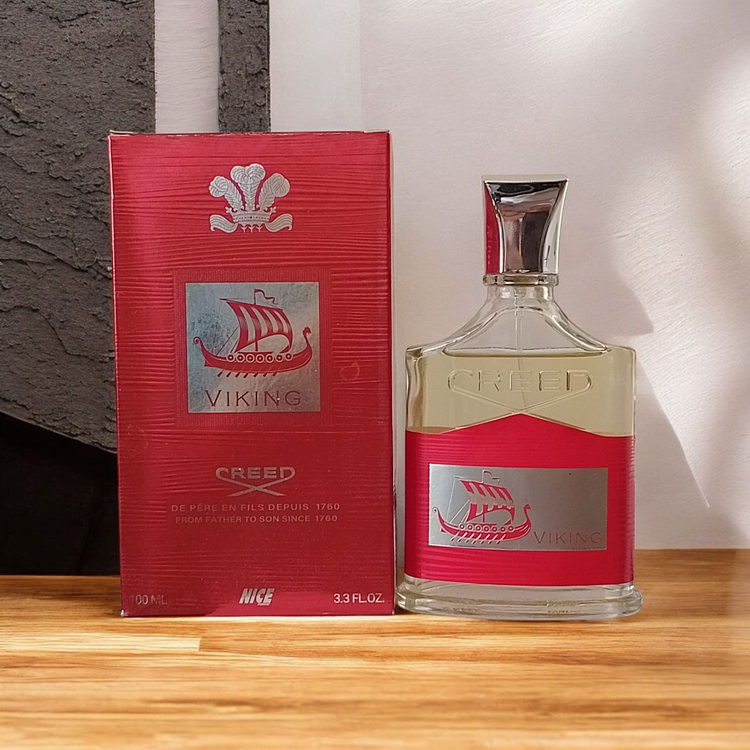 VIKING
CREED
DE PÈRE EN FILS DEPUIS 1760
FROM FATHER TO SON SINCE 1760
100 ML
NICE
3.3 FL.OZ.
CREED
VIKING